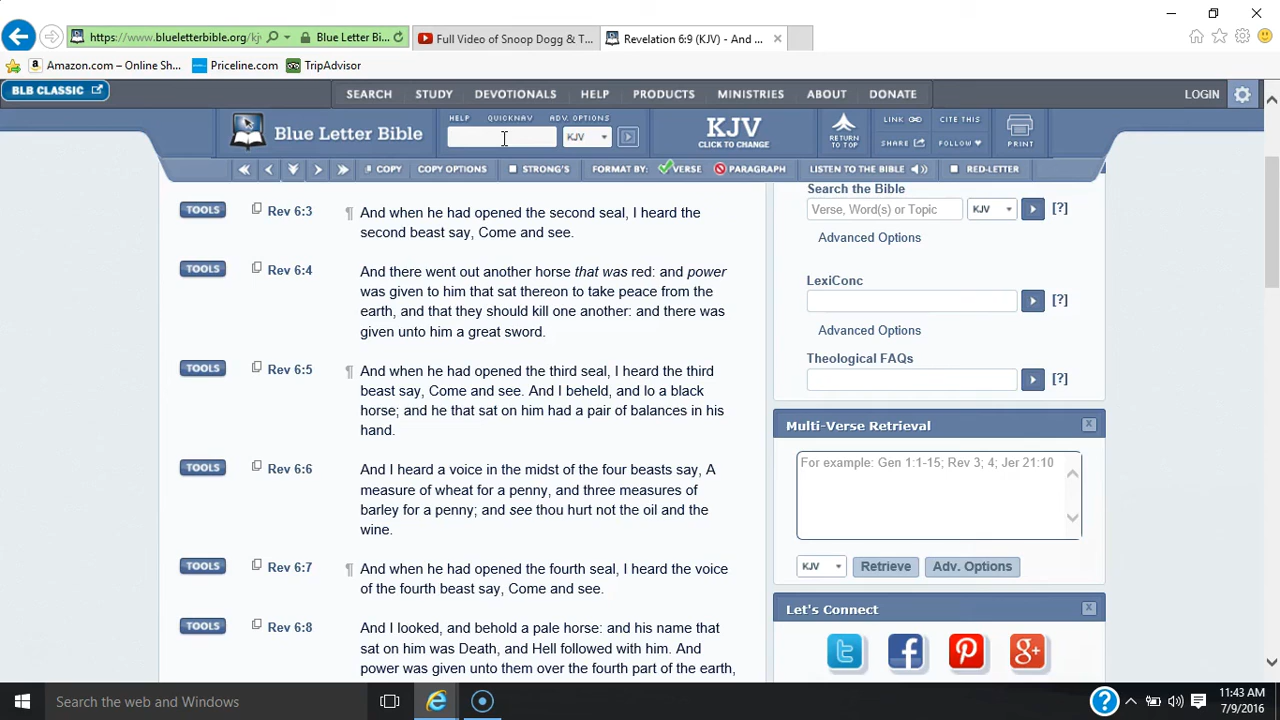 https://www.blueletterbible.org/kjv
Blue Letter Bi...
Full Video of Snoop Dogg & T...
Revelation 6:9 (KJV) - And ...
Amazon.com – Online Sh...
Priceline.com
TripAdvisor
BLB CLASSIC
SEARCH STUDY DEVOTIONALS HELP PRODUCTS MINISTRIES ABOUT DONATE LOGIN
Blue Letter Bible
HELP QUICKNAV ADV. OPTIONS
KJV
KJV
CLICK TO CHANGE
RETURN
TO TOP
LINK CITE THIS
SHARE FOLLOW
PRINT
COPY COPY OPTIONS STRONG'S FORMAT BY: VERSE PARAGRAPH LISTEN TO THE BIBLE RED-LETTER
TOOLS Rev 6:3 ¶ And when he had opened the second seal, I heard the
second beast say, Come and see.
TOOLS Rev 6:4 And there went out another horse that was red: and power
was given to him that sat thereon to take peace from the
earth, and that they should kill one another: and there was
given unto him a great sword.
TOOLS Rev 6:5 ¶ And when he had opened the third seal, I heard the third
beast say, Come and see. And I beheld, and lo a black
horse; and he that sat on him had a pair of balances in his
hand.
TOOLS Rev 6:6 And I heard a voice in the midst of the four beasts say, A
measure of wheat for a penny, and three measures of
barley for a penny; and see thou hurt not the oil and the
wine.
TOOLS Rev 6:7 ¶ And when he had opened the fourth seal, I heard the voice
of the fourth beast say, Come and see.
TOOLS Rev 6:8 And I looked, and behold a pale horse: and his name that
sat on him was Death, and Hell followed with him. And
power was given unto them over the fourth part of the earth,
Search the Bible
Verse, Word(s) or Topic KJV [?]
Advanced Options
LexiConc
[?]
Advanced Options
Theological FAQs
[?]
Multi-Verse Retrieval
For example: Gen 1:1-15; Rev 3; 4; Jer 21:10
KJV Retrieve Adv. Options
Let's Connect
Search the web and Windows
11:43 AM
7/9/2016